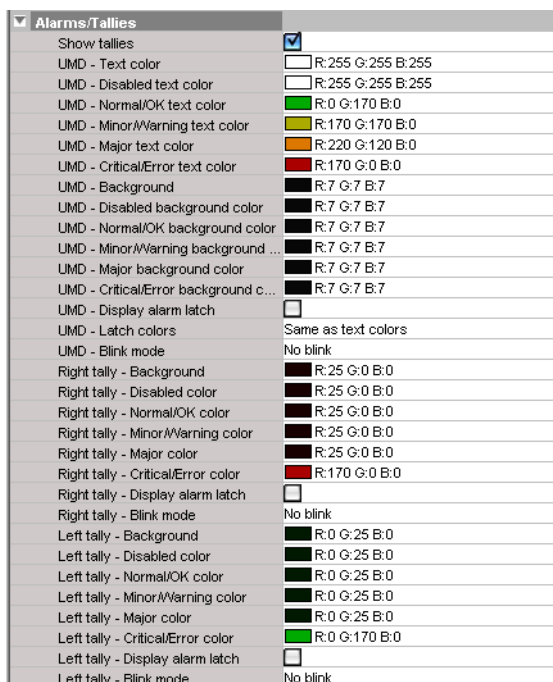 Alarms/Tallies
Show tallies
UMD - Text color R:255 G:255 B:255
UMD - Disabled text color R:255 G:255 B:255
UMD - Normal/OK text color R:0 G:170 B:0
UMD - Minor/Warning text color R:170 G:170 B:0
UMD - Major text color R:220 G:120 B:0
UMD - Critical/Error text color R:170 G:0 B:0
UMD - Background R:7 G:7 B:7
UMD - Disabled background color R:7 G:7 B:7
UMD - Normal/OK background color R:7 G:7 B:7
UMD - Minor/Warning background ... R:7 G:7 B:7
UMD - Major background color R:7 G:7 B:7
UMD - Critical/Error background c... R:7 G:7 B:7
UMD - Display alarm latch
UMD - Latch colors Same as text colors
UMD - Blink mode No blink
Right tally - Background R:25 G:0 B:0
Right tally - Disabled color R:25 G:0 B:0
Right tally - Normal/OK color R:25 G:0 B:0
Right tally - Minor/Warning color R:25 G:0 B:0
Right tally - Major color R:25 G:0 B:0
Right tally - Critical/Error color R:170 G:0 B:0
Right tally - Display alarm latch
Right tally - Blink mode No blink
Left tally - Background R:0 G:25 B:0
Left tally - Disabled color R:0 G:25 B:0
Left tally - Normal/OK color R:0 G:25 B:0
Left tally - Minor/Warning color R:0 G:25 B:0
Left tally - Major color R:0 G:25 B:0
Left tally - Critical/Error color R:0 G:170 B:0
Left tally - Display alarm latch
Left tally - Blink mode No blink